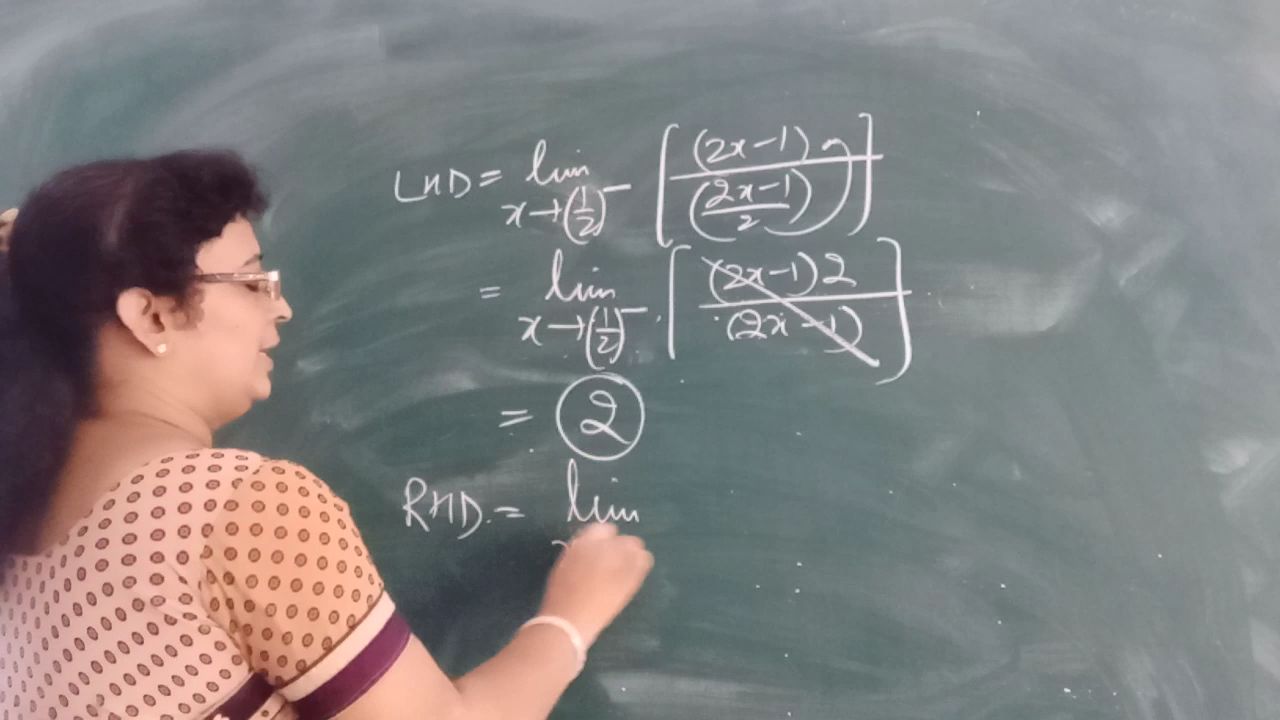 LHD = lim x→(1/2)⁻ [(2x-1) / ((2x-1)/2)]
= lim x→(1/2)⁻ [(2x-1)2 / (2x-1)]
= 2
RHD = lim